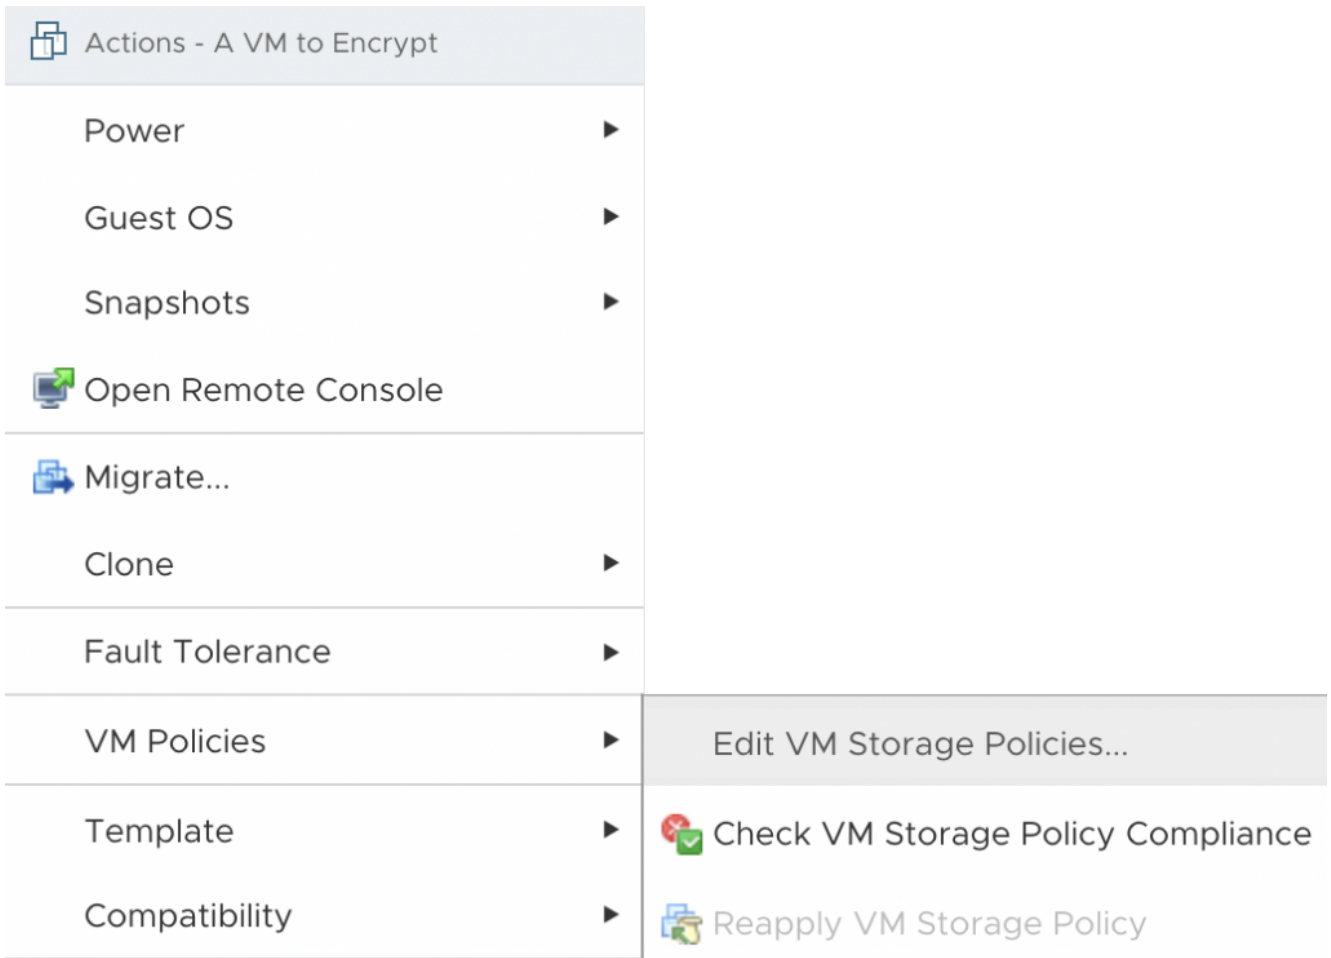 Actions - A VM to Encrypt
Power
Guest OS
Snapshots
Open Remote Console
Migrate...
Clone
Fault Tolerance
VM Policies
Edit VM Storage Policies...
Template
Check VM Storage Policy Compliance
Compatibility
Reapply VM Storage Policy